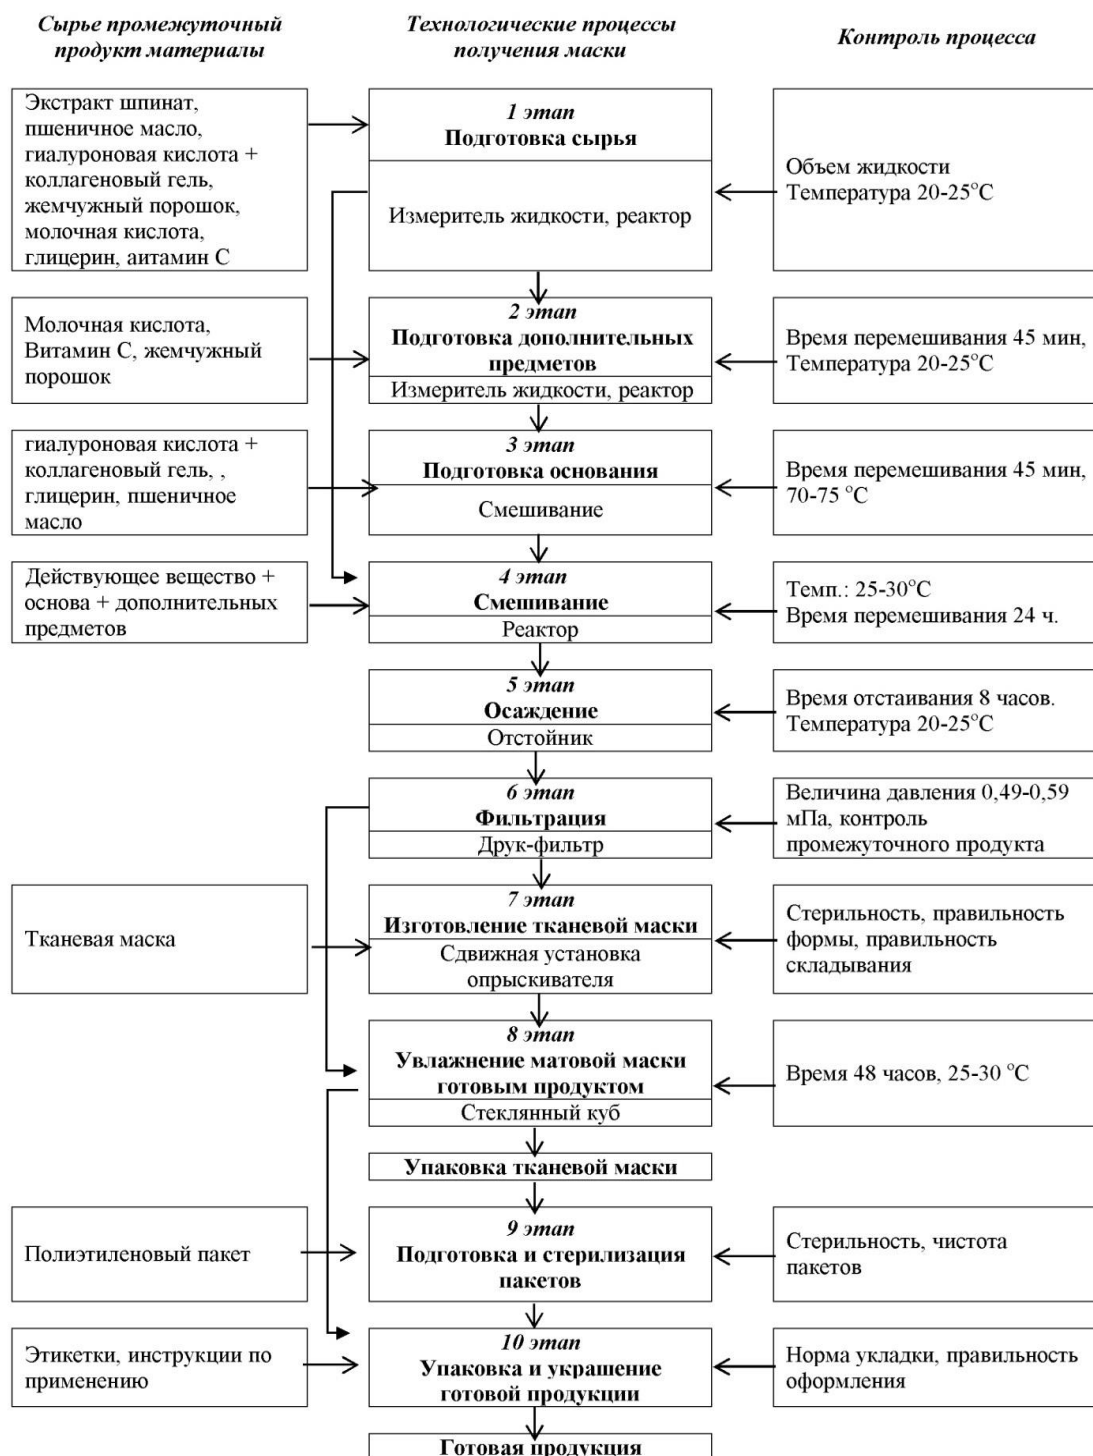 Сырье промежуточный
продукт материалы
Технологические процессы
получения маски
Контроль процесса
Экстракт шпинат,
пшеничное масло,
гиалуроновая кислота +
коллагеновый гель,
жемчужный порошок,
молочная кислота,
глицерин, аитамин С
1 этап
Подготовка сырья
Измеритель жидкости, реактор
Объем жидкости
Температура 20-25°С
Молочная кислота,
Витамин С, жемчужный
порошок
2 этап
Подготовка дополнительных
предметов
Измеритель жидкости, реактор
Время перемешивания 45 мин,
Температура 20-25°С
гиалуроновая кислота +
коллагеновый гель, ,
глицерин, пшеничное
масло
3 этап
Подготовка основания
Смешивание
Время перемешивания 45 мин,
70-75 °С
Действующее вещество +
основа + дополнительных
предметов
4 этап
Смешивание
Реактор
Темп.: 25-30°С
Время перемешивания 24 ч.
5 этап
Осаждение
Отстойник
Время отстаивания 8 часов.
Температура 20-25°С
6 этап
Фильтрация
Друк-фильтр
Величина давления 0,49-0,59
мПа, контроль
промежуточного продукта
Тканевая маска
7 этап
Изготовление тканевой маски
Сдвижная установка
опрыскивателя
Стерильность, правильность
формы, правильность
складывания
8 этап
Увлажнение матовой маски
готовым продуктом
Стеклянный куб
Время 48 часов, 25-30 °С
Упаковка тканевой маски
Полиэтиленовый пакет
9 этап
Подготовка и стерилизация
пакетов
Стерильность, чистота
пакетов
Этикетки, инструкции по
применению
10 этап
Упаковка и украшение
готовой продукции
Норма укладки, правильность
оформления
Готовая продукция